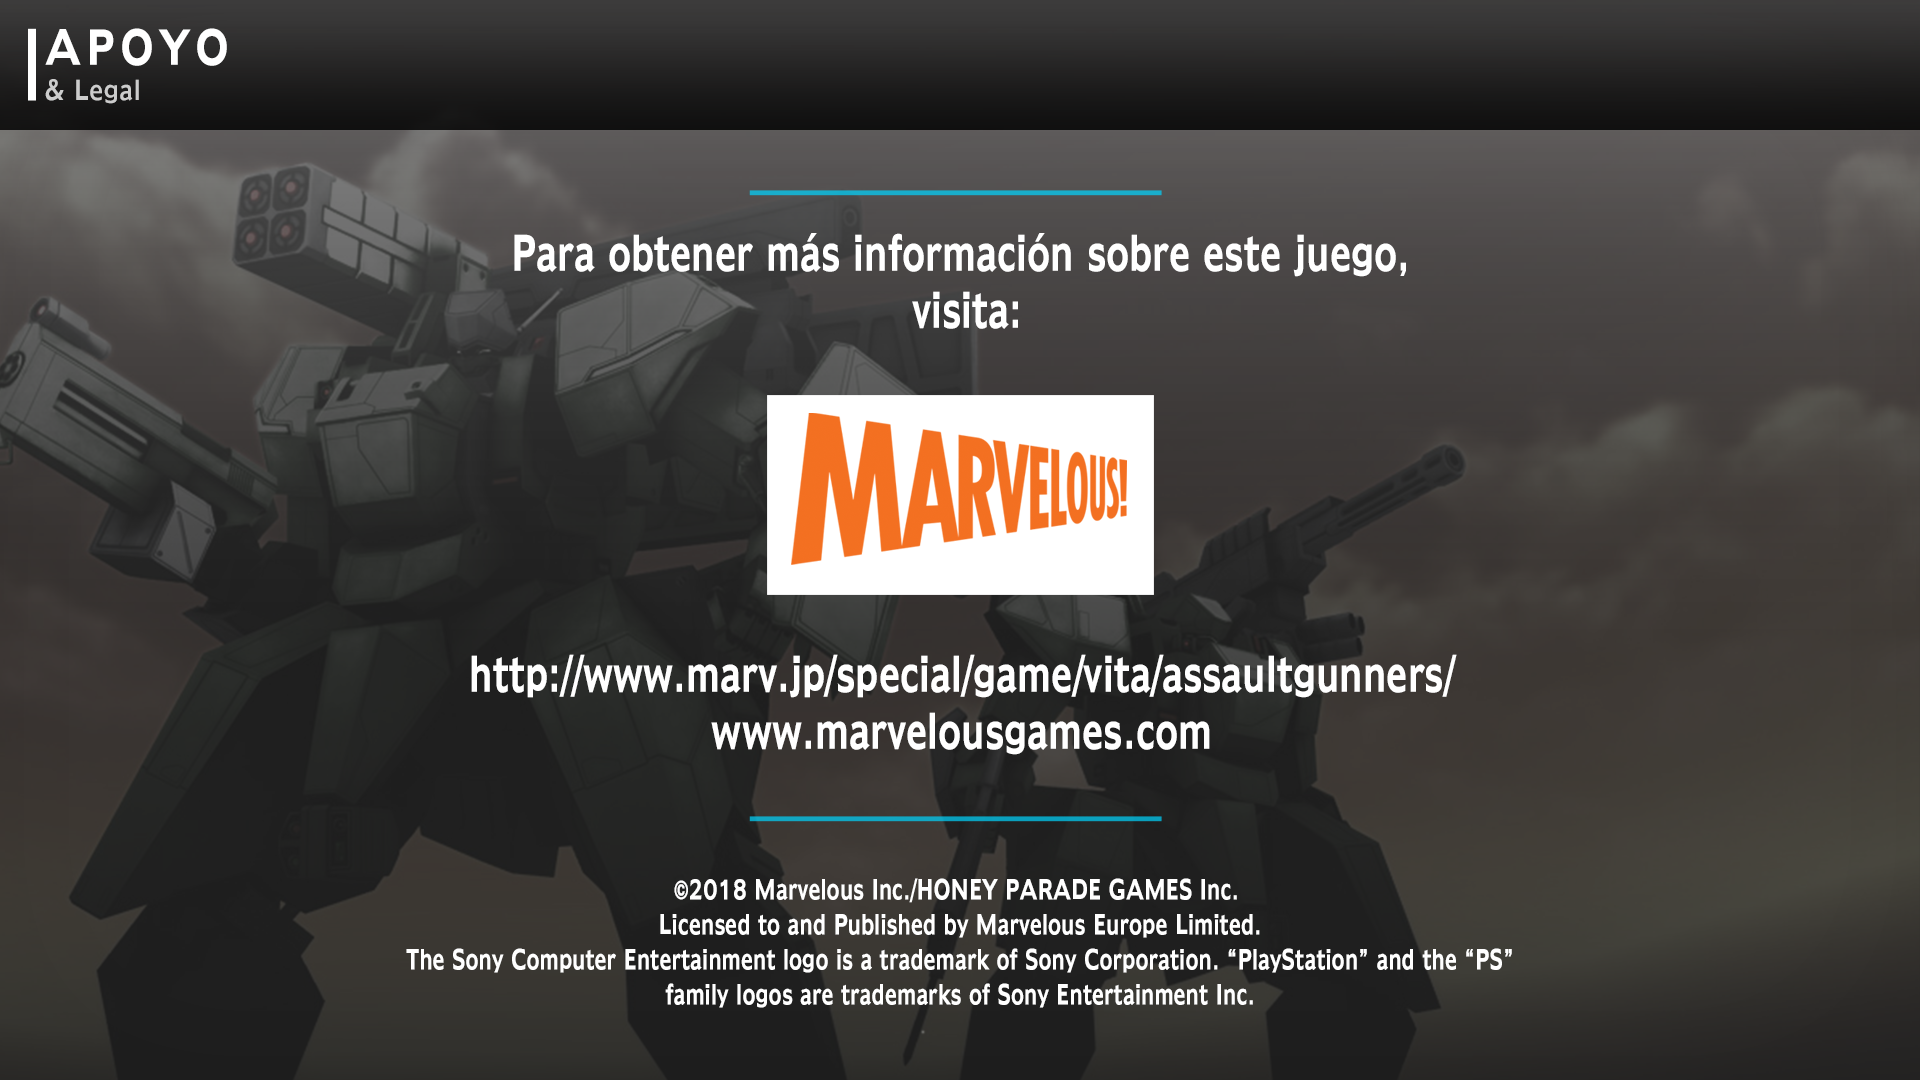 APOYO
& Legal
Para obtener más información sobre este juego,
visita:
MARVELOUS!
http://www.marv.jp/special/game/vita/assaultgunners/
www.marvelousgames.com
©2018 Marvelous Inc./HONEY PARADE GAMES Inc.
Licensed to and Published by Marvelous Europe Limited.
The Sony Computer Entertainment logo is a trademark of Sony Corporation. “PlayStation” and the “PS”
family logos are trademarks of Sony Entertainment Inc.